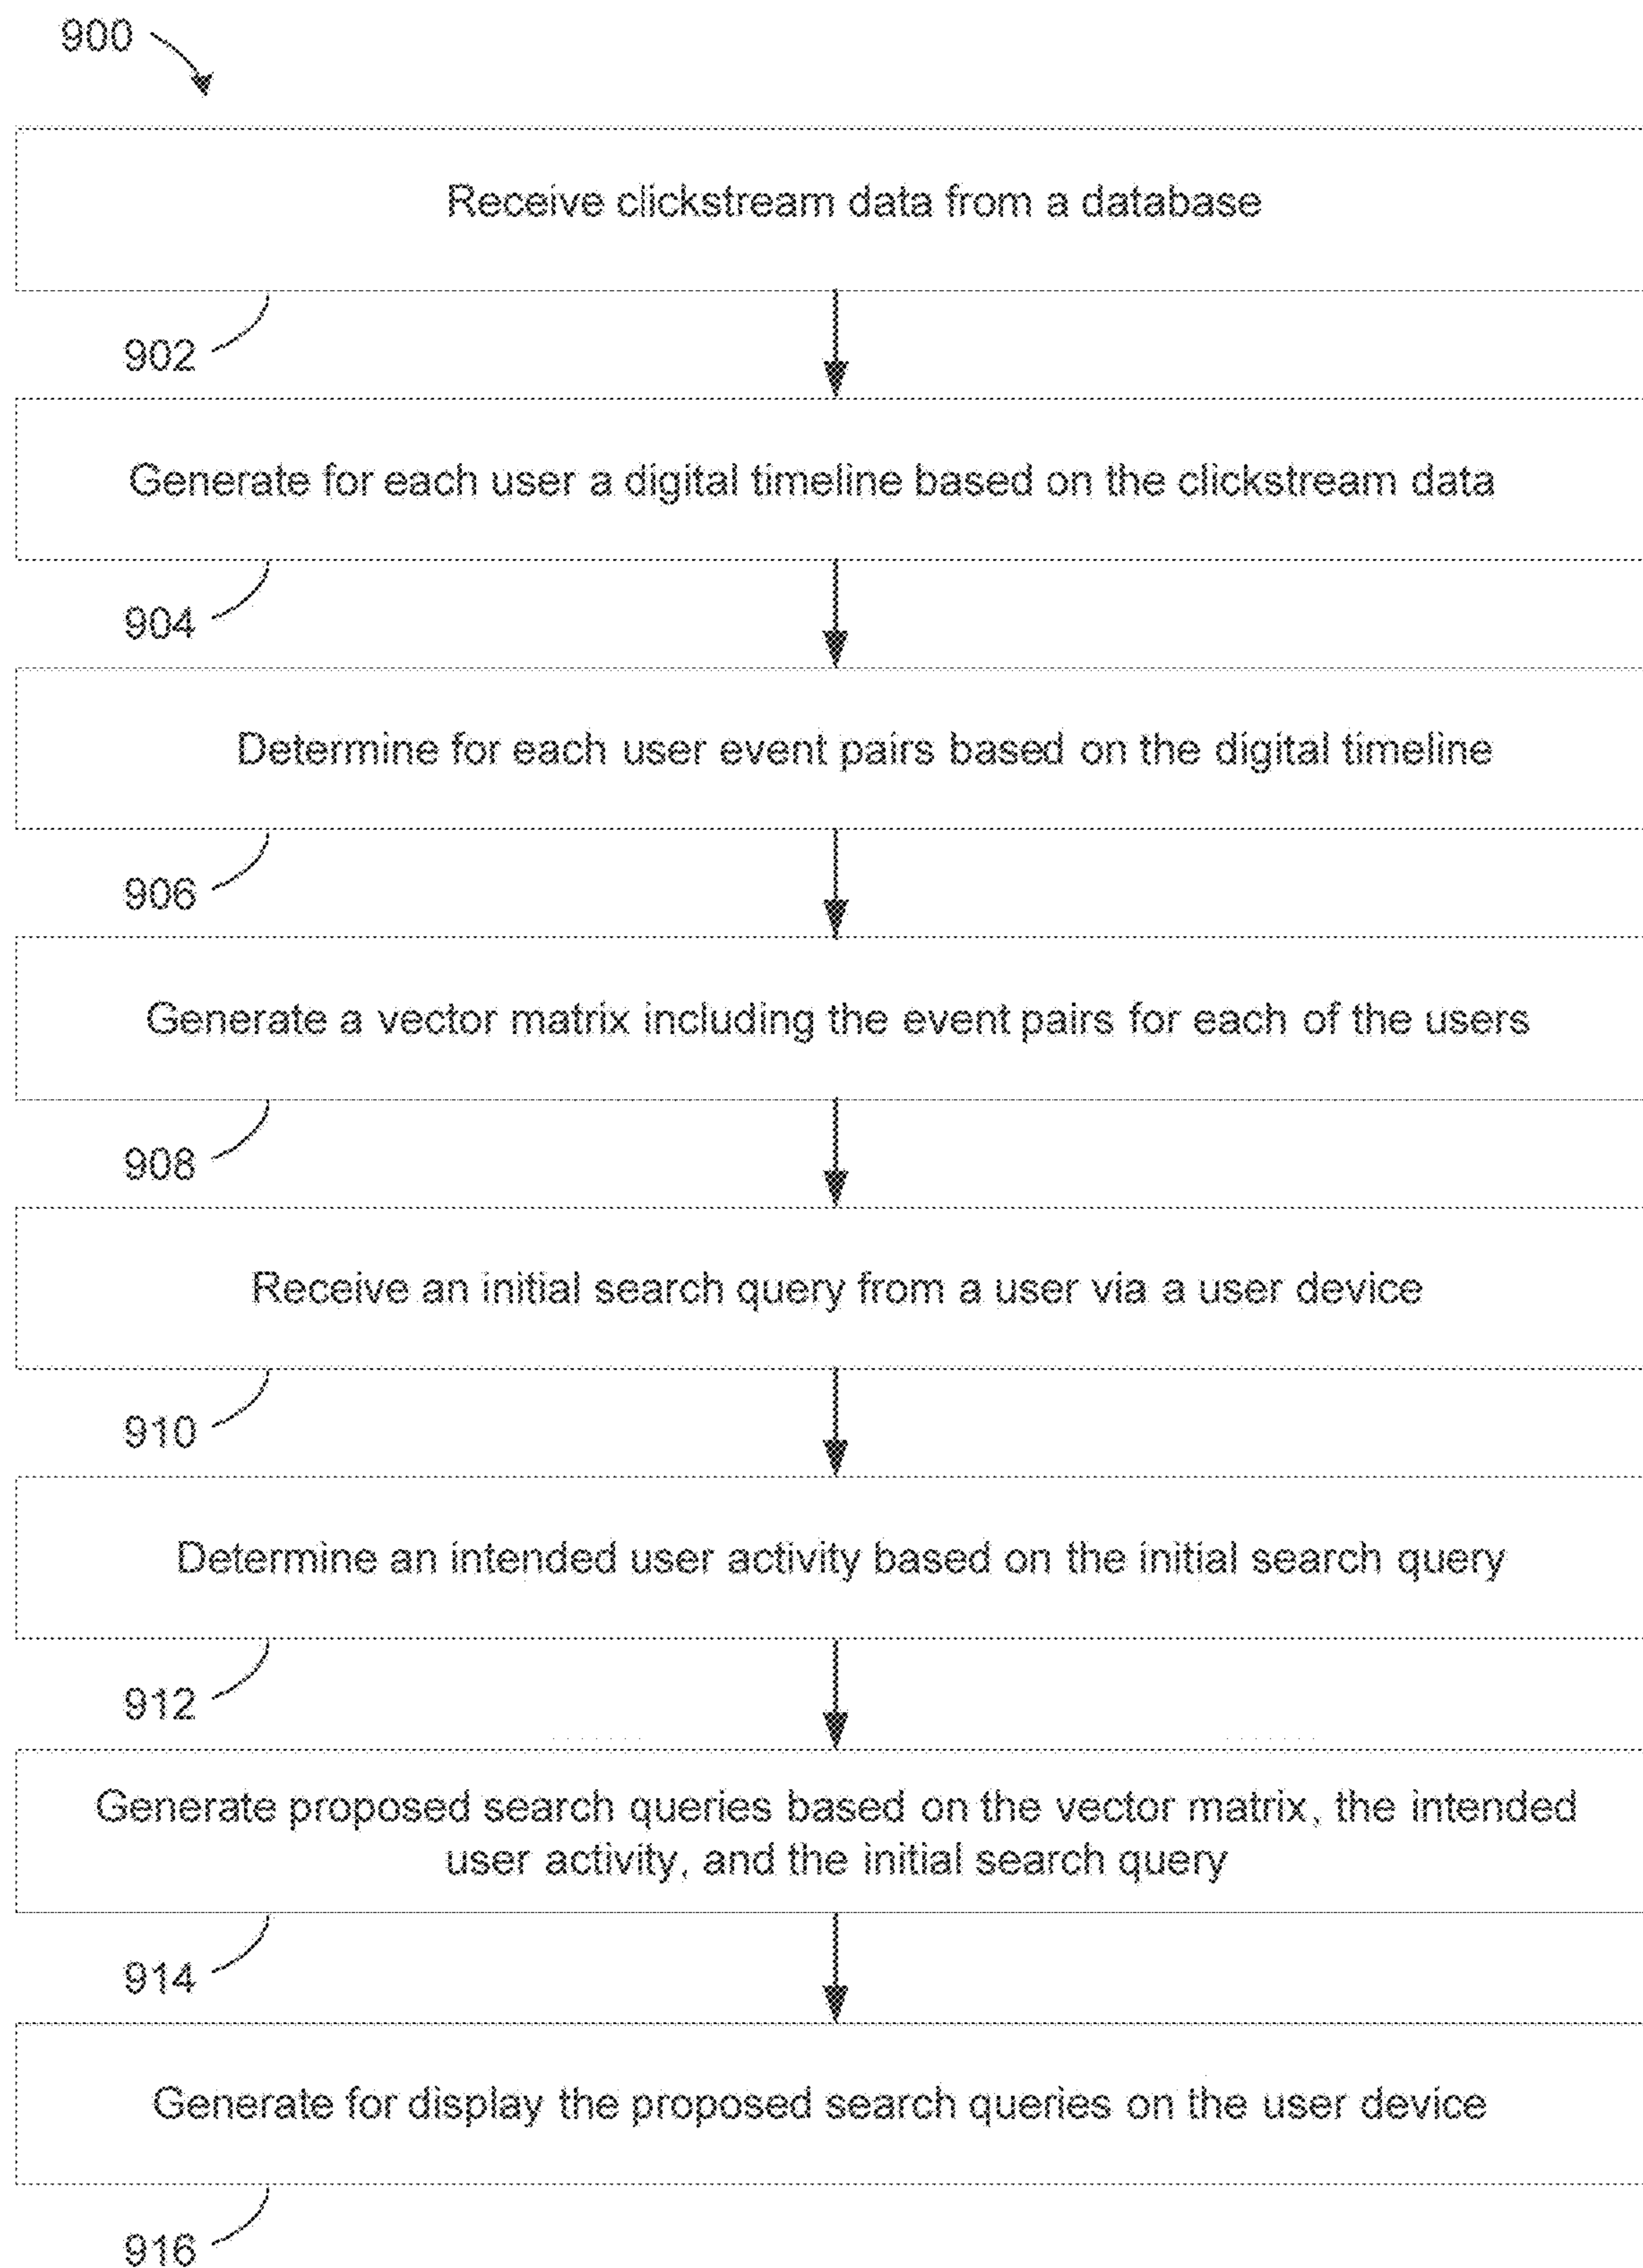 900
Receive clickstream data from a database
902
Generate for each user a digital timeline based on the clickstream data
904
Determine for each user event pairs based on the digital timeline
906
Generate a vector matrix including the event pairs for each of the users
908
Receive an initial search query from a user via a user device
910
Determine an intended user activity based on the initial search query
912
Generate proposed search queries based on the vector matrix, the intended
user activity, and the initial search query
914
Generate for display the proposed search queries on the user device
916